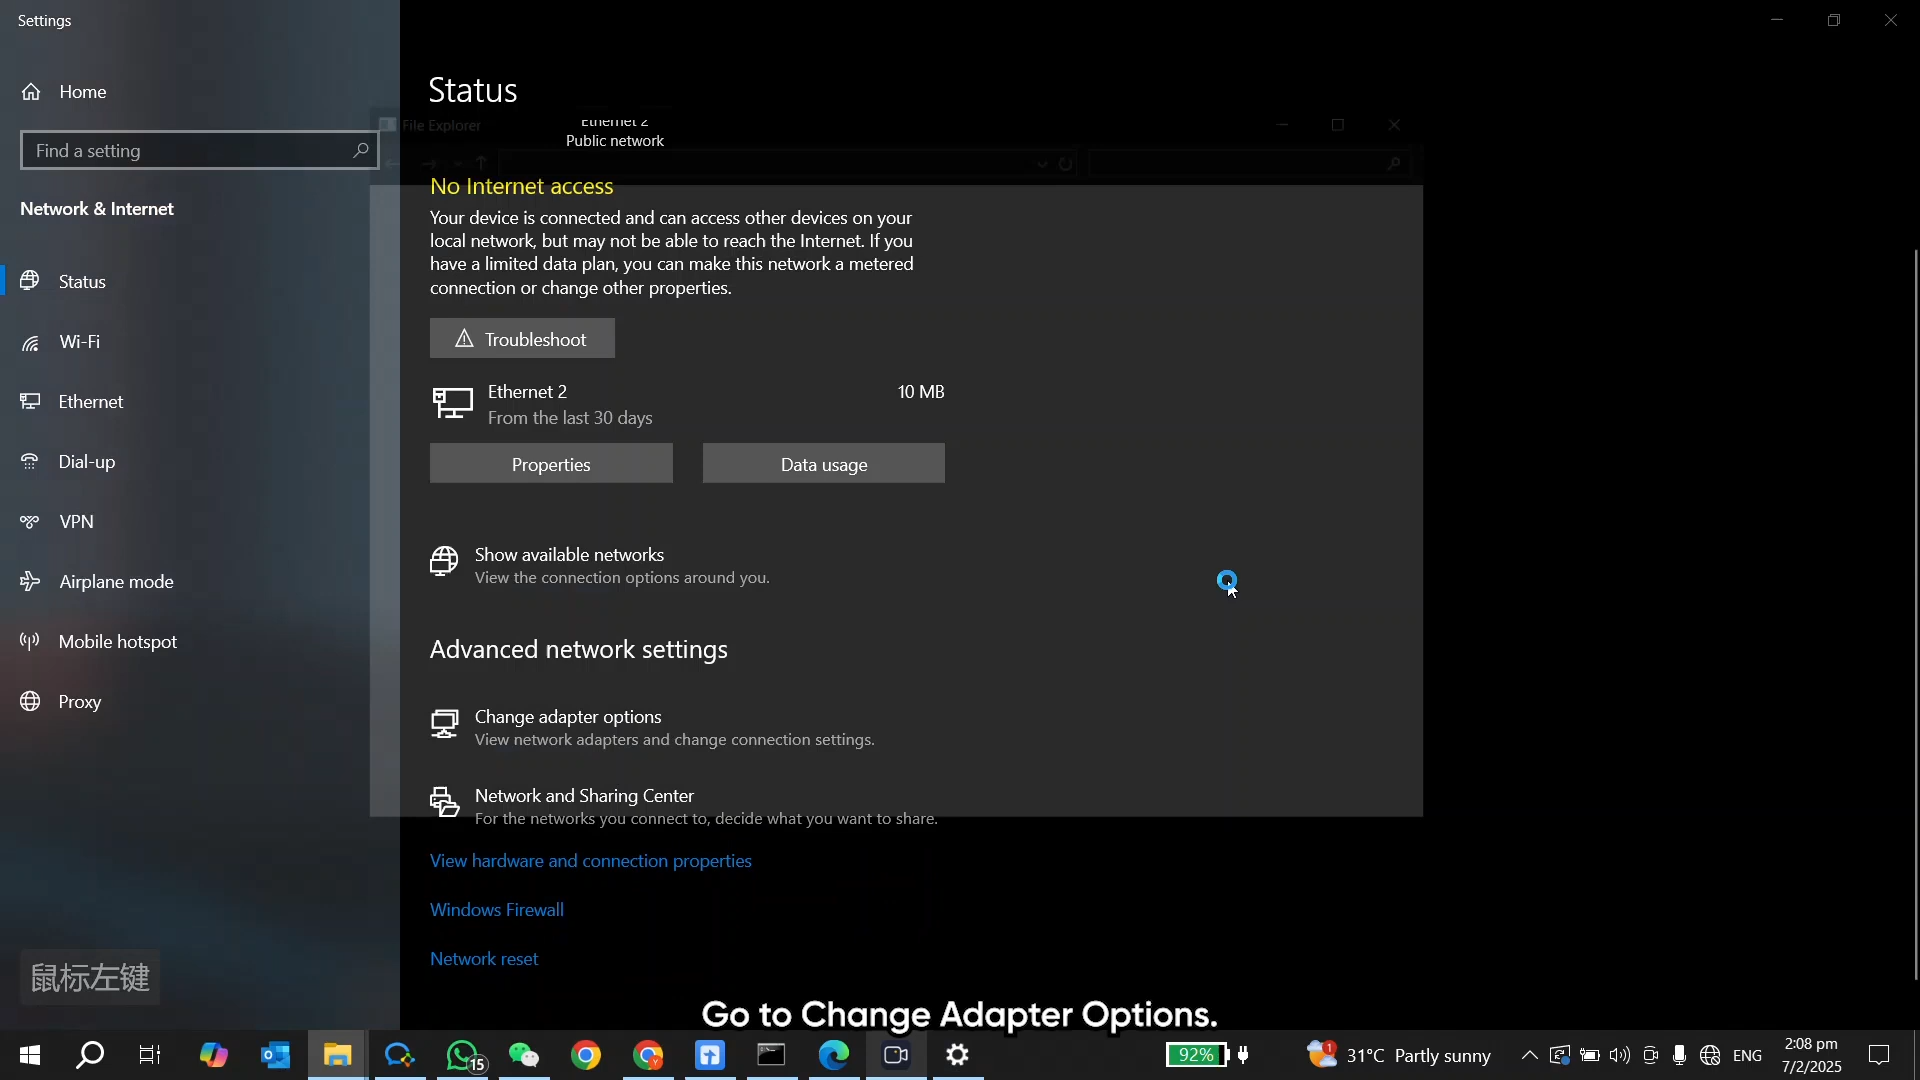 Settings
Home
Find a setting
Network & Internet
Status
Wi-Fi
Ethernet
Dial-up
VPN
Airplane mode
Mobile hotspot
Proxy
鼠标左键
Status
File Explorer
Ethernet 2
Public network
No Internet access
Your device is connected and can access other devices on your
local network, but may not be able to reach the Internet. If you
have a limited data plan, you can make this network a metered
connection or change other properties.
Troubleshoot
Ethernet 2
10 MB
From the last 30 days
Properties
Data usage
Show available networks
View the connection options around you.
Advanced network settings
Change adapter options
View network adapters and change connection settings.
Network and Sharing Center
For the networks you connect to, decide what you want to share.
View hardware and connection properties
Windows Firewall
Network reset
Go to Change Adapter Options.
15
92%
1
31°C Partly sunny
ENG
2:08 pm
7/2/2025